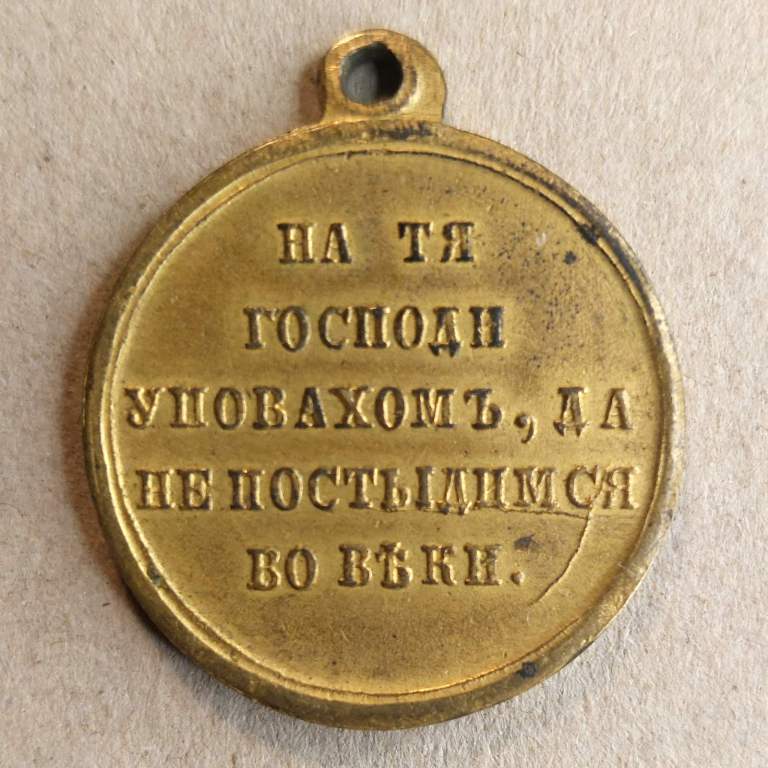 НА ТЯ
ГОСПОДИ
УПОВАХОМЪ, ДА
НЕ ПОСТЫДИМСЯ
ВО ВѢКИ.